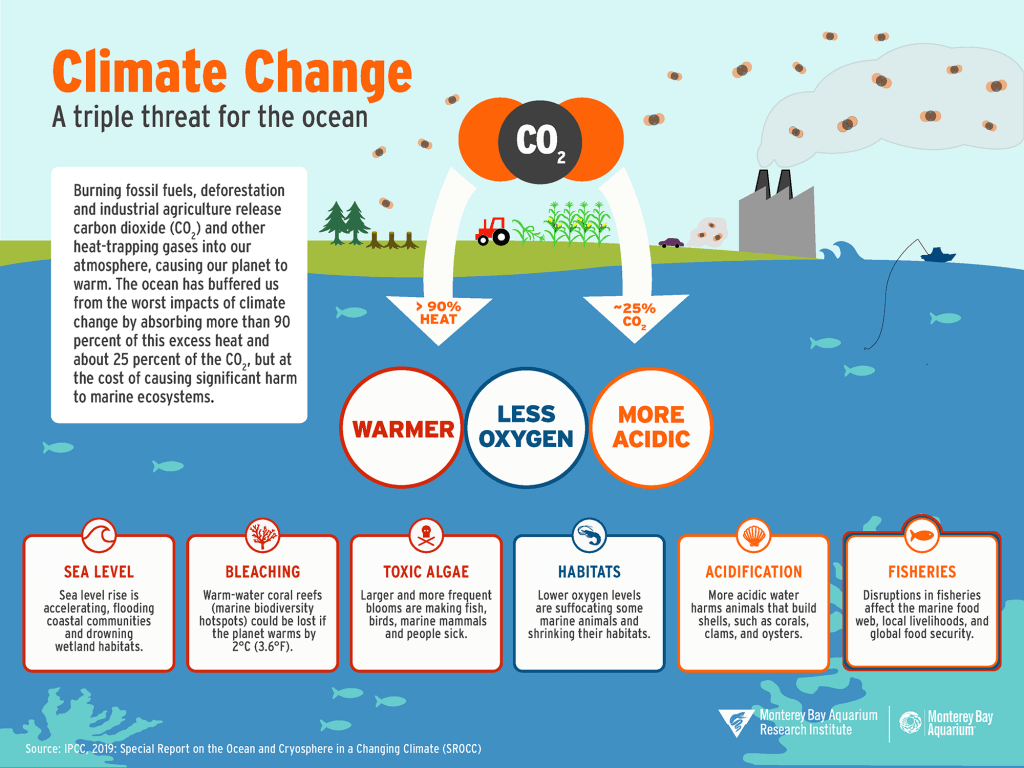 Climate Change
A triple threat for the ocean
CO2
Burning fossil fuels, deforestation
and industrial agriculture release
carbon dioxide (CO2) and other
heat-trapping gases into our
atmosphere, causing our planet to
warm. The ocean has buffered us
from the worst impacts of climate
change by absorbing more than 90
percent of this excess heat and
about 25 percent of the CO2, but at
the cost of causing significant harm
to marine ecosystems.
> 90%
HEAT
~25%
CO2
WARMER
LESS
OXYGEN
MORE
ACIDIC
SEA LEVEL
Sea level rise is
accelerating, flooding
coastal communities
and drowning
wetland habitats.
BLEACHING
Warm-water coral reefs
(marine biodiversity
hotspots) could be lost if
the planet warms by
2°C (3.6°F).
TOXIC ALGAE
Larger and more frequent
blooms are making fish,
birds, marine mammals
and people sick.
HABITATS
Lower oxygen levels
are suffocating some
marine animals and
shrinking their habitats.
ACIDIFICATION
More acidic water
harms animals that build
shells, such as corals,
clams, and oysters.
FISHERIES
Disruptions in fisheries
affect the marine food
web, local livelihoods, and
global food security.
Monterey Bay Aquarium
Research Institute
Monterey Bay
Aquarium
Source: IPCC, 2019: Special Report on the Ocean and Cryosphere in a Changing Climate (SROCC)